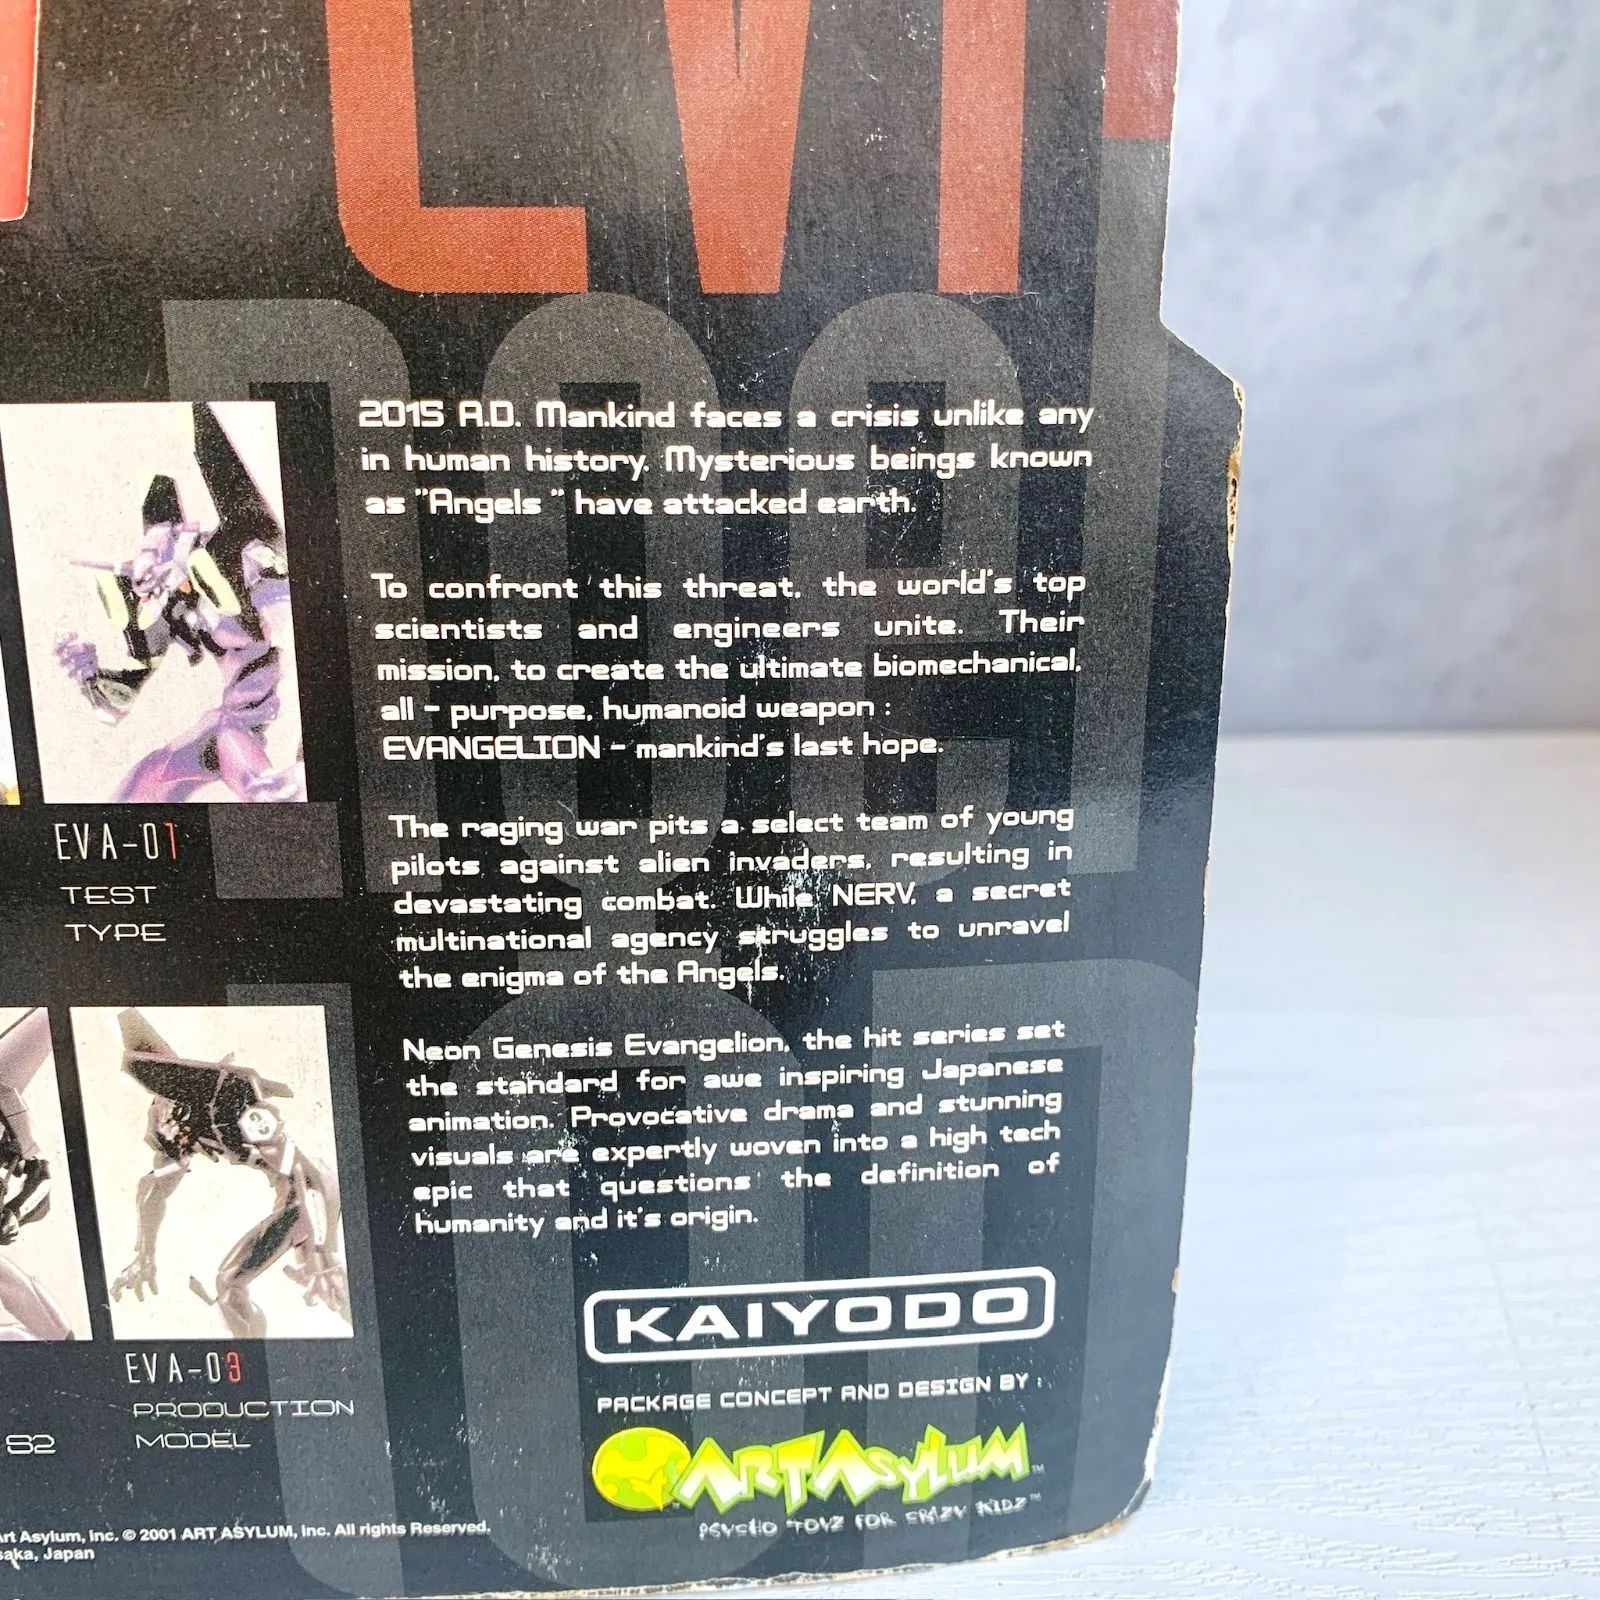 EVA
2015 A.D. Mankind faces a crisis unlike any
in human history. Mysterious beings known
as "Angels " have attacked earth.
To confront this threat, the world's top
scientists and engineers unite. Their
mission, to create the ultimate biomechanical,
all - purpose, humanoid weapon :
EVANGELION - mankind's last hope.
The raging war pits a select team of young
pilots against alien invaders, resulting in
devastating combat. While NERV, a secret
multinational agency struggles to unravel
the enigma of the Angels.
Neon Genesis Evangelion, the hit series set
the standard for awe inspiring Japanese
animation. Provocative drama and stunning
visuals are expertly woven into a high tech
epic that questions the definition of
humanity and it's origin.
EVA-01
TEST
TYPE
EVA-03
PRODUCTION
MODEL
S2
KAIYODO
PACKAGE CONCEPT AND DESIGN BY :
ART ASYLUM™
PSYCHO TOYZ FOR CRAZY KIDZ™
Art Asylum, Inc. © 2001 ART ASYLUM, Inc. All rights Reserved.
Japan